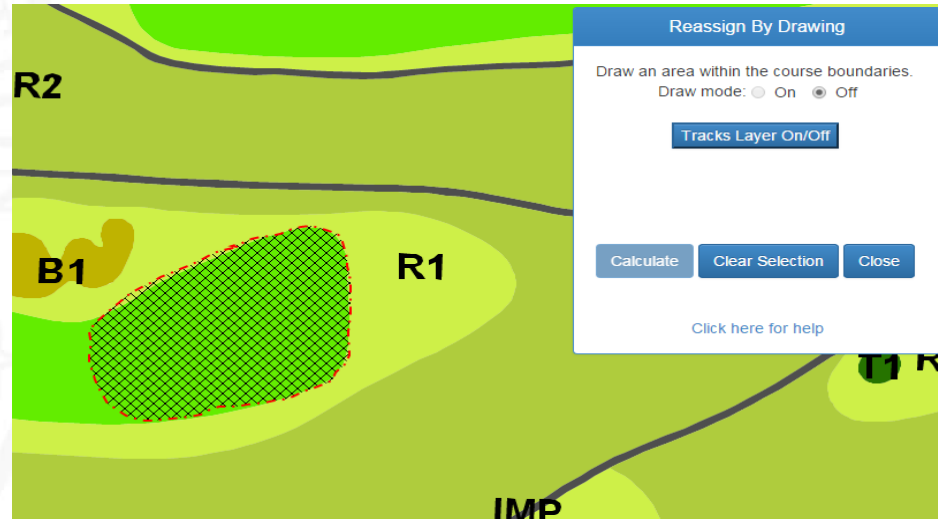 Reassign By Drawing
Draw an area within the course boundaries.
Draw mode: On Off
Tracks Layer On/Off
Calculate Clear Selection Close
Click here for help
R2
B1
R1
T1 R
IMP